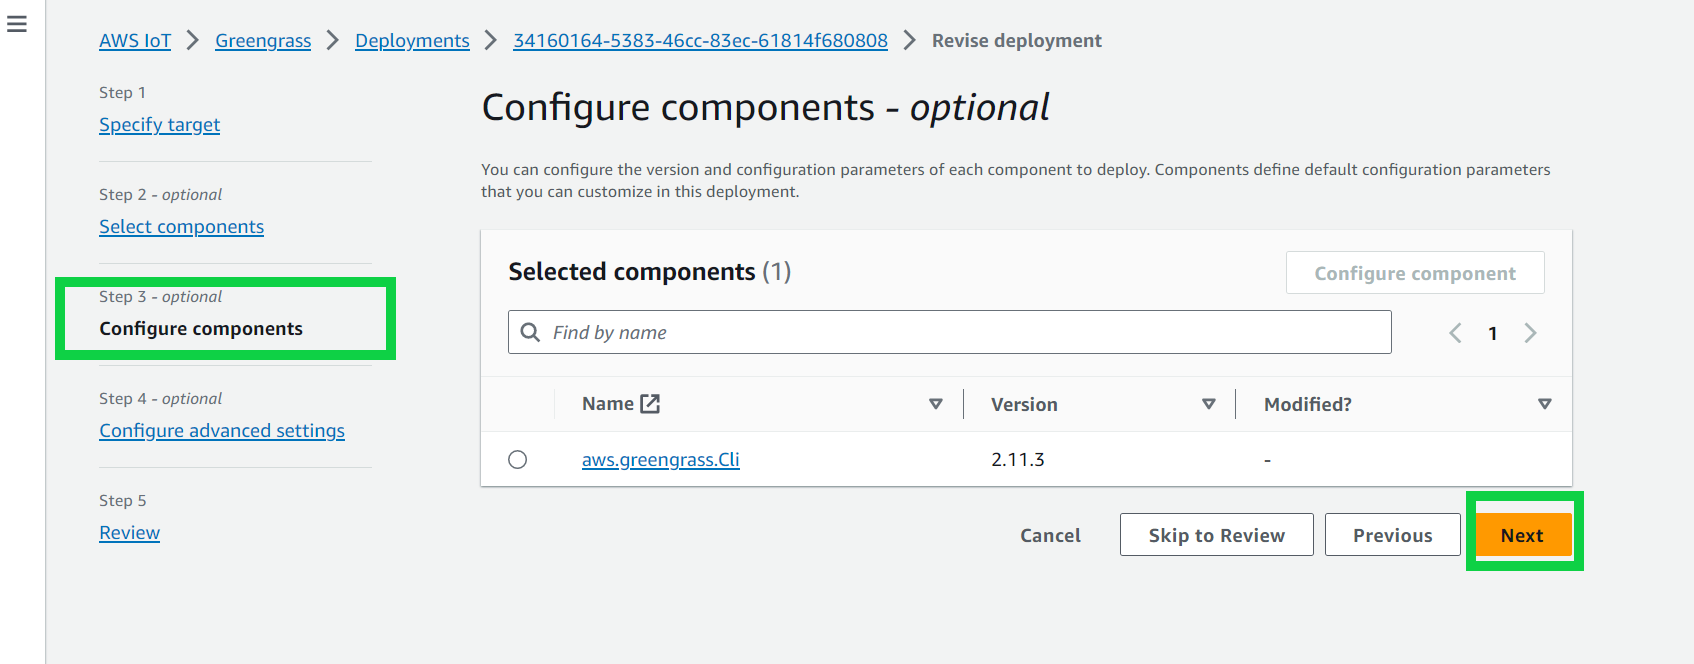 AWS IoT > Greengrass > Deployments > 34160164-5383-46cc-83ec-61814f680808 > Revise deployment
Step 1
Specify target
Step 2 - optional
Select components
Step 3 - optional
Configure components
Step 4 - optional
Configure advanced settings
Step 5
Review
Configure components - optional
You can configure the version and configuration parameters of each component to deploy. Components define default configuration parameters
that you can customize in this deployment.
Selected components (1)
Configure component
Find by name
1
Name Version Modified?
aws.greengrass.Cli 2.11.3 -
Cancel Skip to Review Previous Next